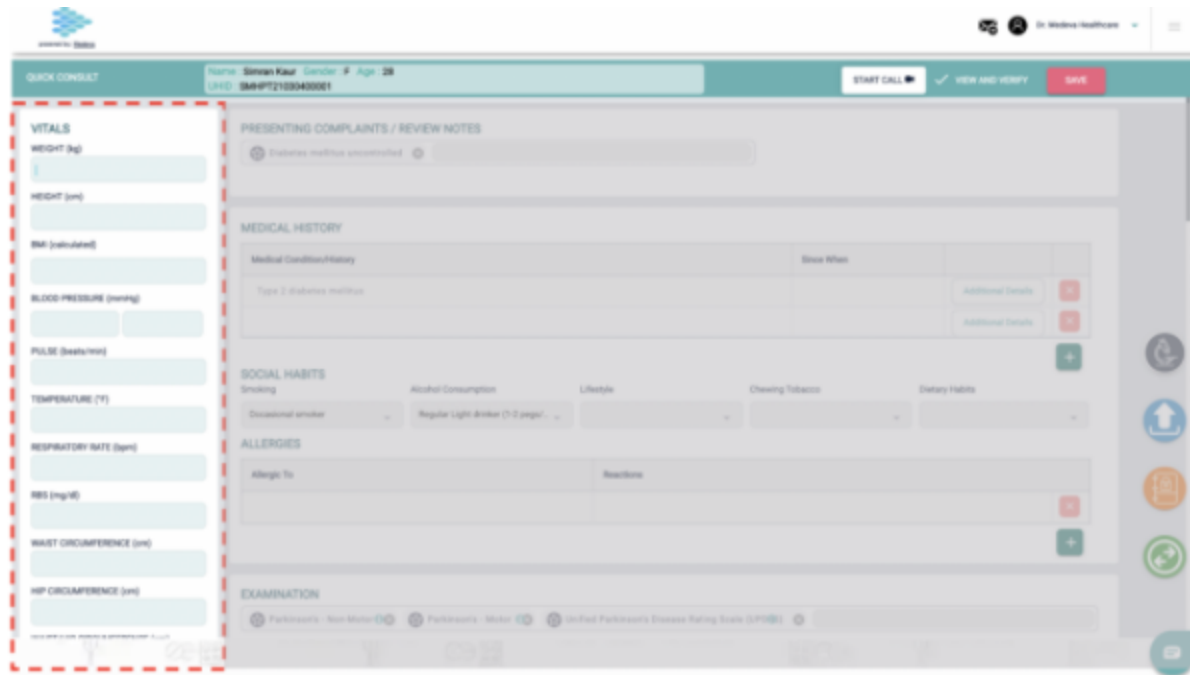 powered by Medeva
Dr. Medeva Healthcare
QUICK CONSULT
Name : Simran Kaur Gender : F Age : 28
UHID : SMHPT21030400001
START CALL
VIEW AND VERIFY
SAVE
VITALS
WEIGHT (kg)
HEIGHT (cm)
BMI (calculated)
BLOOD PRESSURE (mmHg)
PULSE (beats/min)
TEMPERATURE (°F)
RESPIRATORY RATE (bpm)
RBS (mg/dl)
WAIST CIRCUMFERENCE (cm)
HIP CIRCUMFERENCE (cm)
PRESENTING COMPLAINTS / REVIEW NOTES
Diabetes mellitus uncontrolled
MEDICAL HISTORY
Medical Condition/History Since When
Type 2 diabetes mellitus Additional Details
Additional Details
SOCIAL HABITS
Smoking Alcohol Consumption Lifestyle Chewing Tobacco Dietary Habits
Occasional smoker Regular Light drinker (1-2 pegs/...
ALLERGIES
Allergic To Reactions
EXAMINATION
Parkinson's - Non-Motor Parkinson's - Motor Unified Parkinson's Disease Rating Scale